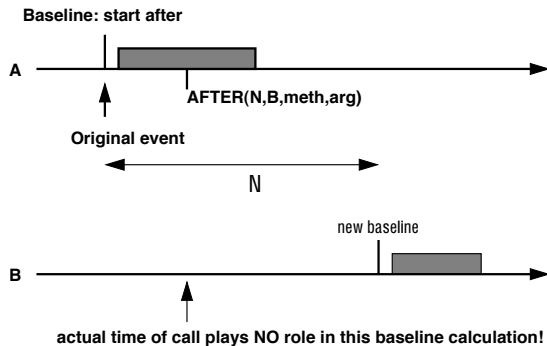 Baseline: start after
A
AFTER(N,B,meth,arg)
Original event
N
new baseline
B
actual time of call plays NO role in this baseline calculation!